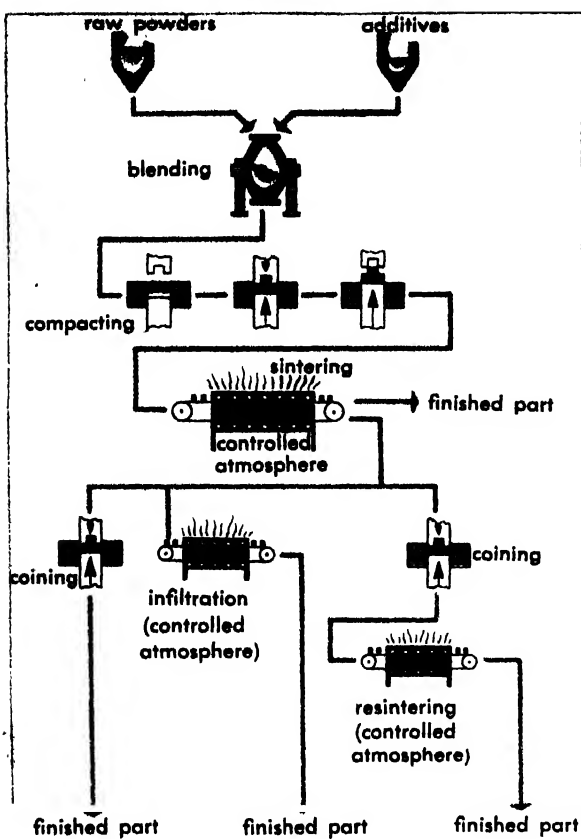 raw powders
additives
blending
compacting
sintering
finished part
controlled
atmosphere
coining
coining
infiltration
(controlled
atmosphere)
resintering
(controlled
atmosphere)
finished part
finished part
finished part